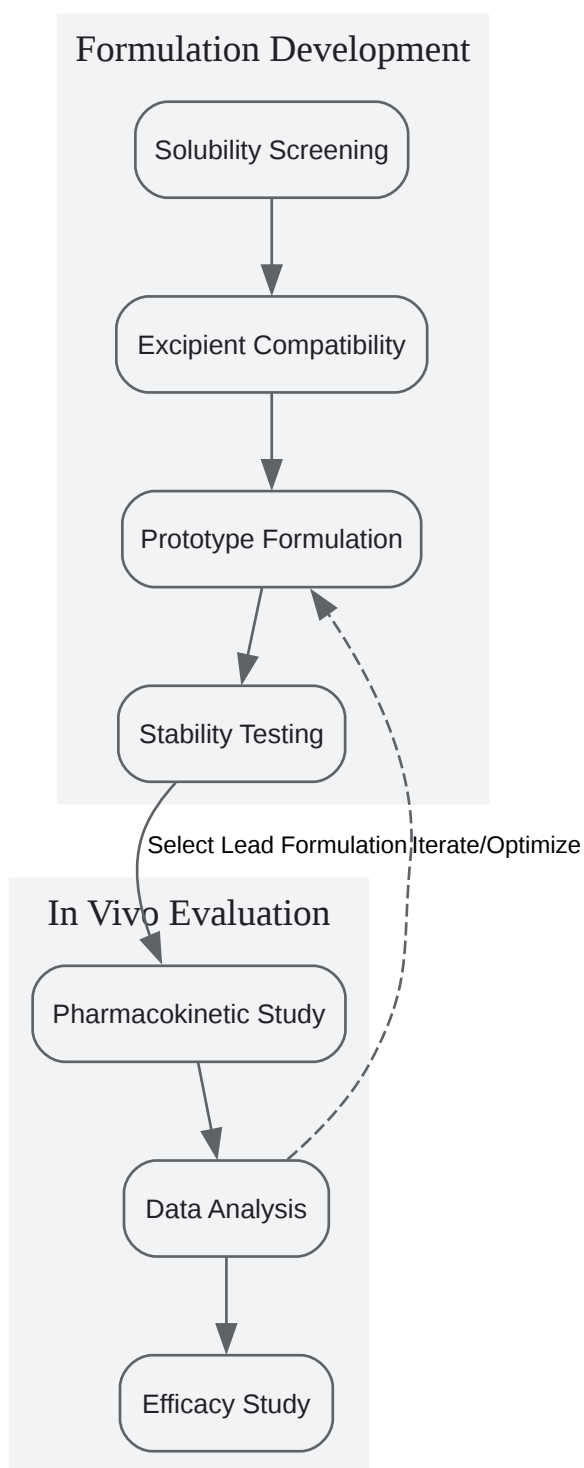 Formulation Development
Solubility Screening
Excipient Compatibility
Prototype Formulation
Stability Testing
Select Lead Formulation
Iterate/Optimize
In Vivo Evaluation
Pharmacokinetic Study
Data Analysis
Efficacy Study